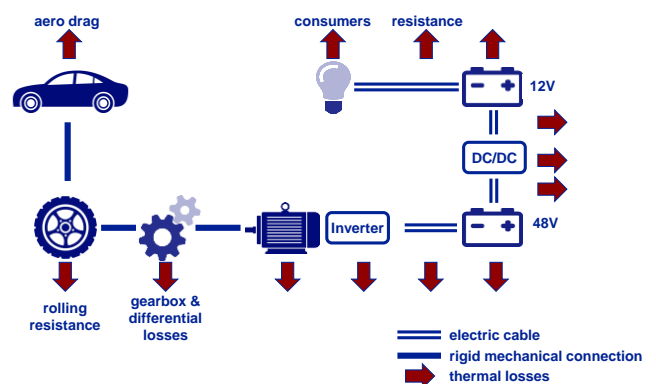 aero drag
consumers
resistance
12V
DC/DC
Inverter
48V
rolling
resistance
gearbox &
differential
losses
electric cable
rigid mechanical connection
thermal losses